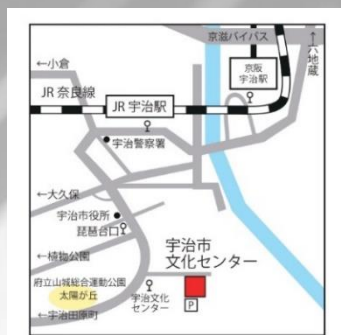 京滋バイパス
←小倉
京阪
宇治駅
←六地蔵
JR 奈良線
JR 宇治駅
宇治警察署
←大久保
宇治市役所
琵琶台口
宇治市
文化センター
←植物公園
府立山城総合運動公園
太陽が丘
宇治文化
センター
P
←宇治田原町